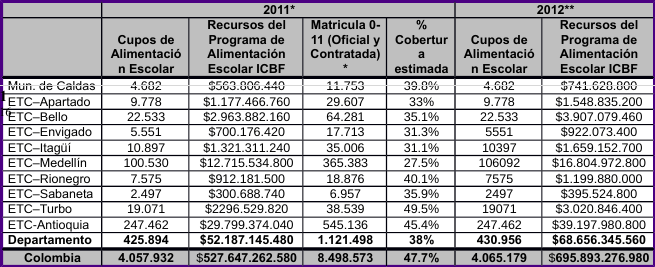 2011* 2012**
Cupos de Alimentació n Escolar Recursos del Programa de Alimentación Escolar ICBF Matricula 0-11 (Oficial y Contratada) * % Cobertur a estimada Cupos de Alimentació n Escolar Recursos del Programa de Alimentación Escolar ICBF
Mun. de Caldas 4.682 $563.806.440 11.753 39.8% 4.682 $741.628.800
ETC–Apartado 9.778 $1.177.466.760 29.607 33% 9.778 $1.548.835.200
ETC–Bello 22.533 $2.963.882.160 64.281 35.1% 22.533 $3.907.079.460
ETC–Envigado 5.551 $700.176.420 17.713 31.3% 5551 $922.073.400
ETC–Itagüí 10.897 $1.321.311.240 35.006 31.1% 10397 $1.659.152.700
ETC–Medellín 100.530 $12.715.534.800 365.383 27.5% 106092 $16.804.972.800
ETC–Rionegro 7.575 $912.181.500 18.876 40.1% 7575 $1.199.880.000
ETC–Sabaneta 2.497 $300.688.740 6.957 35.9% 2497 $395.524.800
ETC–Turbo 19.071 $2296.529.820 38.539 49.5% 19071 $3.020.846.400
ETC-Antioquia 247.462 $29.799.374.040 545.136 45.4% 247.462 $39.197.980.800
Departamento 425.894 $52.187.145.480 1.121.498 38% 430.956 $68.656.345.560
Colombia 4.057.932 $527.647.262.580 8.498.573 47.7% 4.065.179 $695.893.276.980